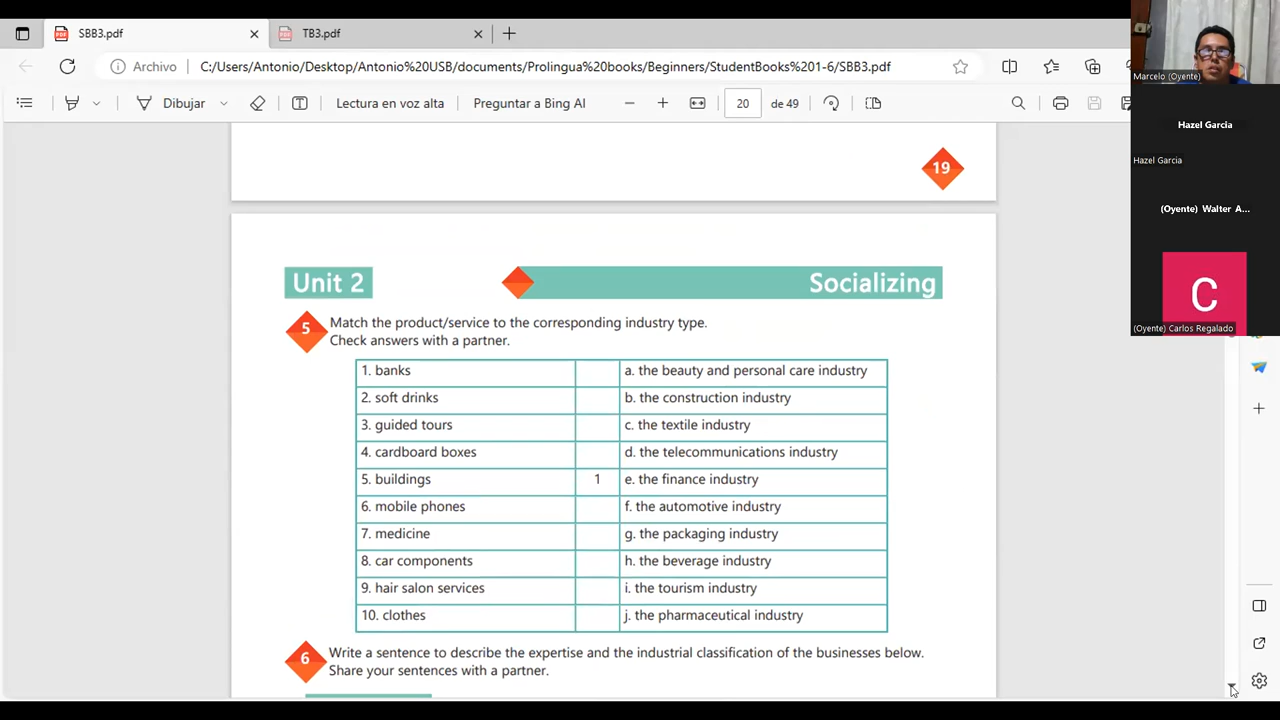 SBB3.pdf
TB3.pdf
Archivo C:/Users/Antonio/Desktop/Antonio%20USB/documentos/Prolingua%20books/Beginners/StudentBooks%201-6/SBB3.pdf
Dibujar Lectura en voz alta Preguntar a Bing AI 20 de 49
19
Unit 2 Socializing
5 Match the product/service to the corresponding industry type.
Check answers with a partner.
1. banks a. the beauty and personal care industry
2. soft drinks b. the construction industry
3. guided tours c. the textile industry
4. cardboard boxes d. the telecommunications industry
5. buildings 1 e. the finance industry
6. mobile phones f. the automotive industry
7. medicine g. the packaging industry
8. car components h. the beverage industry
9. hair salon services i. the tourism industry
10. clothes j. the pharmaceutical industry
6 Write a sentence to describe the expertise and the industrial classification of the businesses below.
Share your sentences with a partner.
Marcelo (Oyente)
Hazel Garcia
Hazel Garcia
(Oyente) Walter A...
C
(Oyente) Carlos Regalado